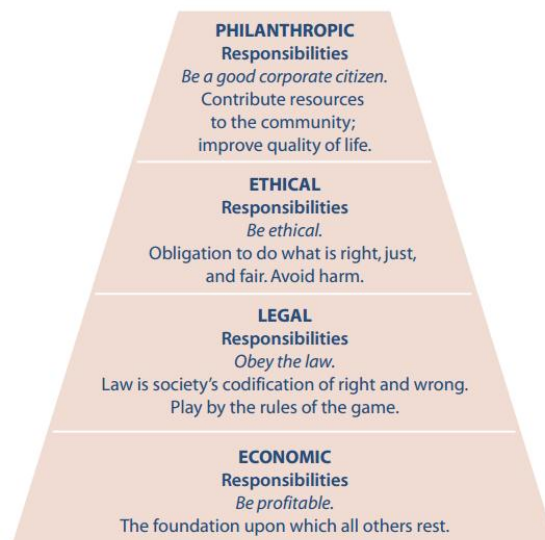 PHILANTHROPIC
Responsibilities
Be a good corporate citizen.
Contribute resources
to the community;
improve quality of life.
ETHICAL
Responsibilities
Be ethical.
Obligation to do what is right, just,
and fair. Avoid harm.
LEGAL
Responsibilities
Obey the law.
Law is society’s codification of right and wrong.
Play by the rules of the game.
ECONOMIC
Responsibilities
Be profitable.
The foundation upon which all others rest.